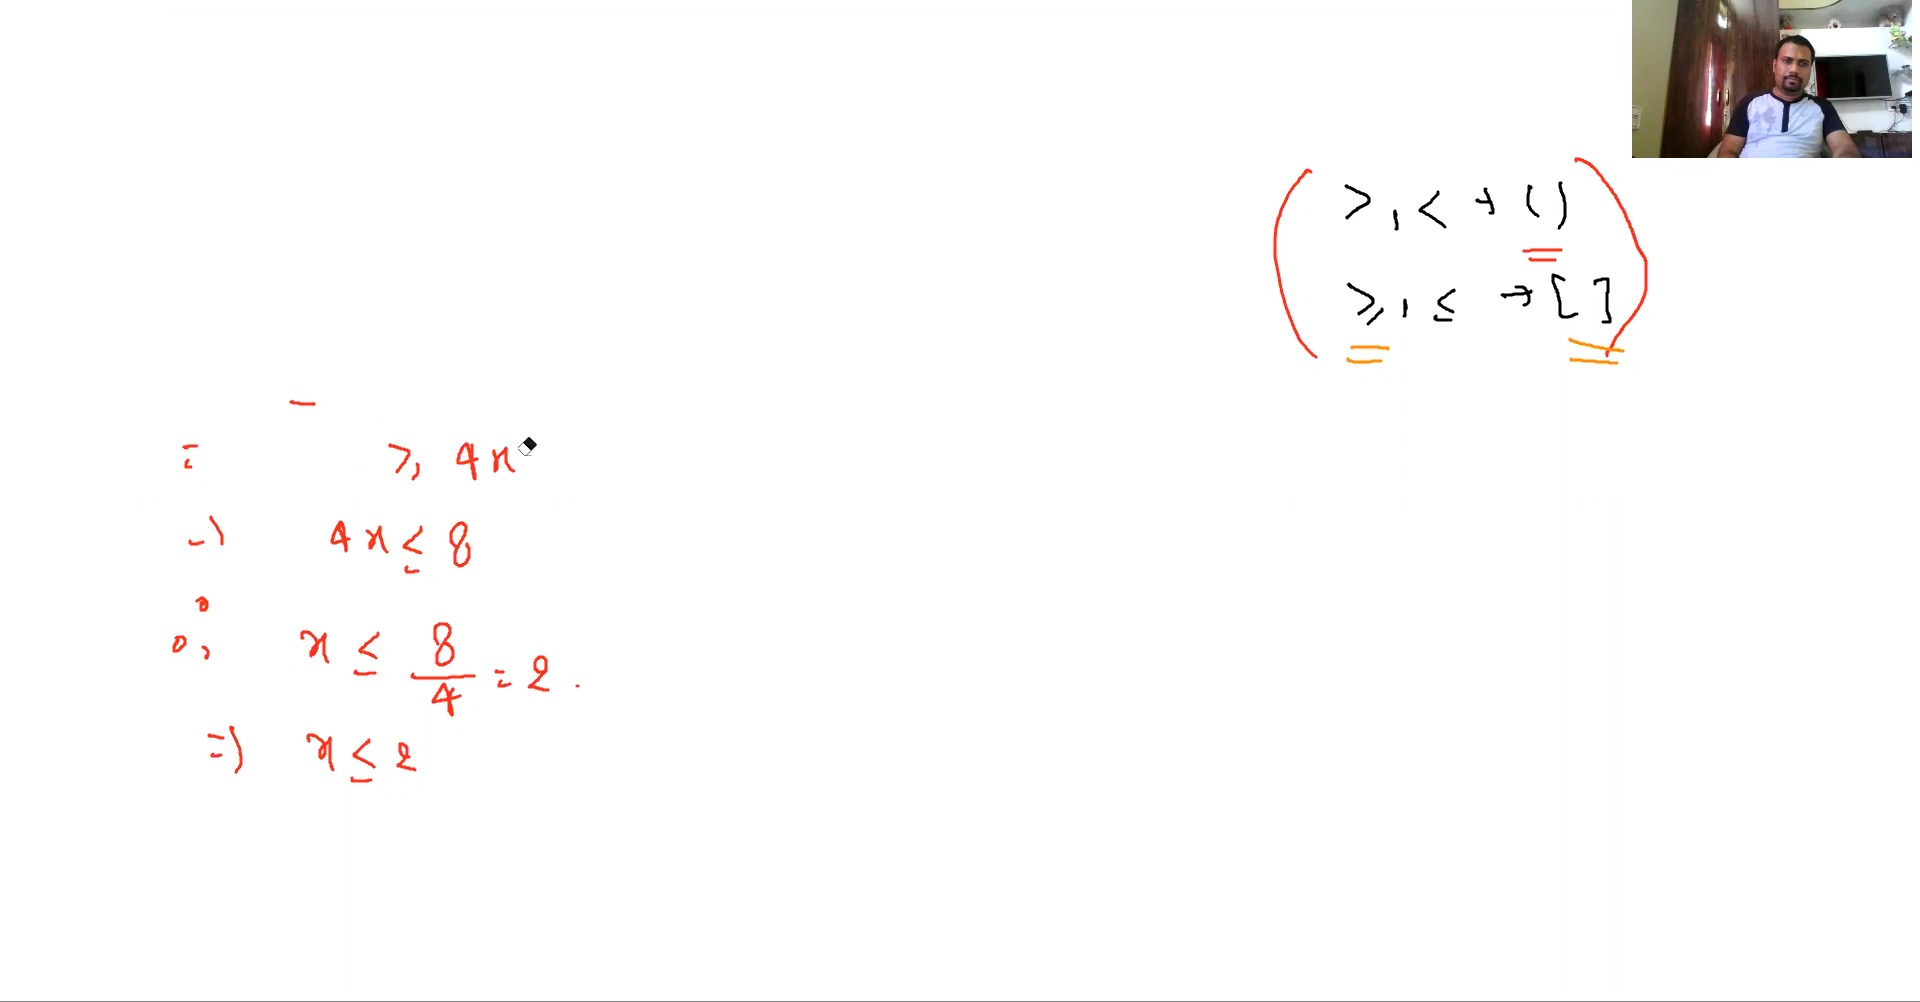 >, < → ( )
≥, ≤ → [ ]
–
= ≥ 4x
⇒ 4x ≤ 8
o, x ≤ 8/4 = 2.
⇒ x ≤ 2